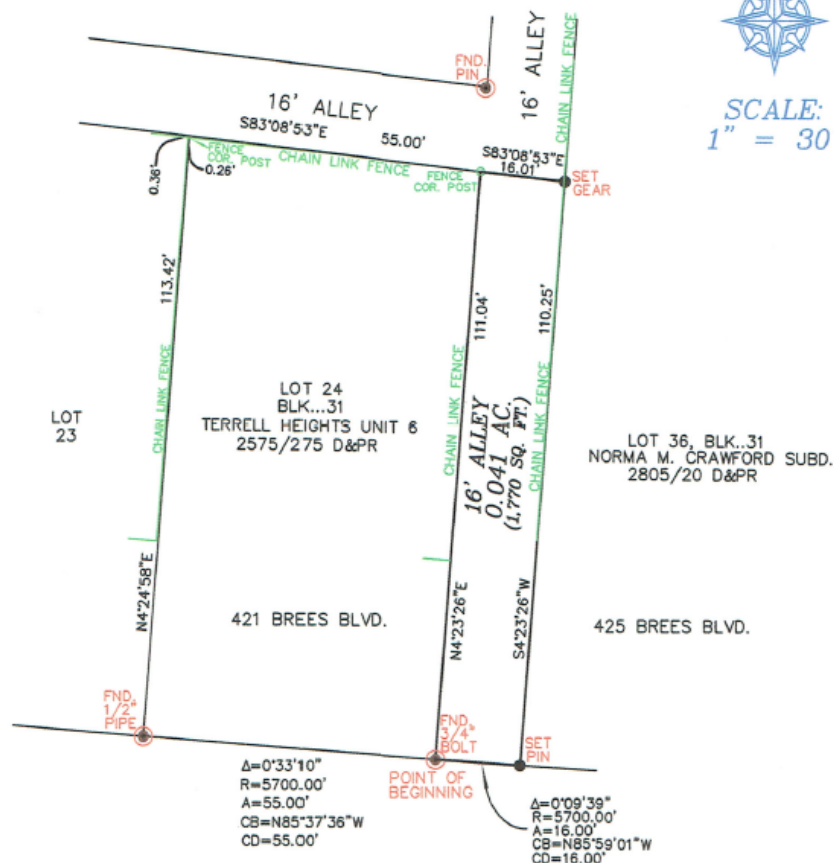 FND.
PIN
16' ALLEY
CHAIN LINK FENCE
SCALE:
1" = 30
16' ALLEY
S83°08'53"E
55.00'
S83°08'53"E
16.01'
FENCE
COR. POST
CHAIN LINK FENCE
FENCE
COR. POST
SET
GEAR
0.36'
0.26'
113.42'
111.04'
110.25'
CHAIN LINK FENCE
LOT
23
LOT 24
BLK...31
TERRELL HEIGHTS UNIT 6
2575/275 D&PR
CHAIN LINK FENCE
16' ALLEY
0.041 AC.
(1,770 SQ. FT.)
CHAIN LINK FENCE
LOT 36, BLK..31
NORMA M. CRAWFORD SUBD.
2805/20 D&PR
N4°24'58"E
421 BREES BLVD.
N4°23'26"E
S4°23'26"W
425 BREES BLVD.
FND.
1/2"
PIPE
FND.
3/4"
BOLT
SET
PIN
POINT OF
BEGINNING
Δ=0°33'10"
R=5700.00'
A=55.00'
CB=N85°37'36"W
CD=55.00'
Δ=0°09'39"
R=5700.00'
A=16.00'
CB=N85°59'01"W
CD=16.00'